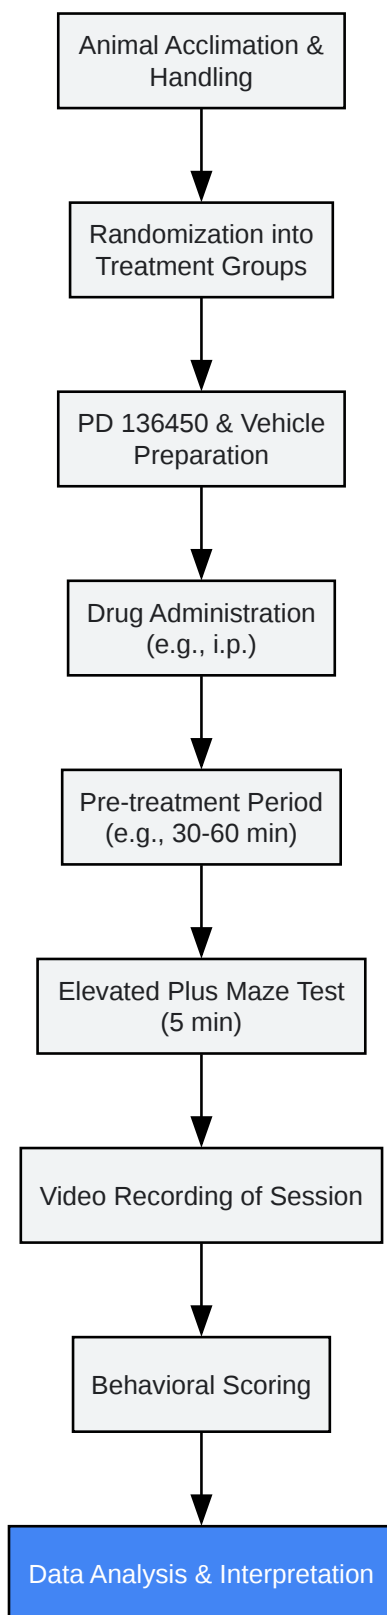 Animal Acclimation &
Handling
Randomization into
Treatment Groups
PD 136450 & Vehicle
Preparation
Drug Administration
(e.g., i.p.)
Pre-treatment Period
(e.g., 30-60 min)
Elevated Plus Maze Test
(5 min)
Video Recording of Session
Behavioral Scoring
Data Analysis & Interpretation